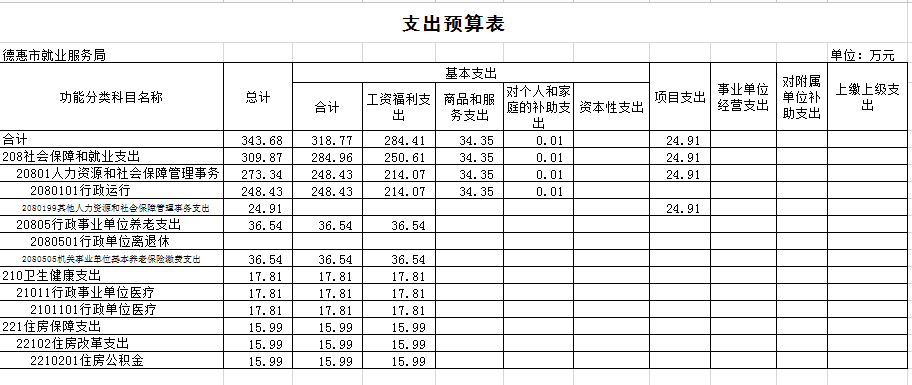 支出预算表
德惠市就业服务局 单位：万元
功能分类科目名称 总计 基本支出 项目支出 事业单位经营支出 对附属单位补助支出 上缴上级支出
合计 工资福利支出 商品和服务支出 对个人和家庭的补助支出 资本性支出
合计 343.68 318.77 284.41 34.35 0.01 24.91
208社会保障和就业支出 309.87 284.96 250.61 34.35 0.01 24.91
20801人力资源和社会保障管理事务 273.34 248.43 214.07 34.35 0.01 24.91
2080101行政运行 248.43 248.43 214.07 34.35 0.01
2080199其他人力资源和社会保障管理事务支出 24.91 24.91
20805行政事业单位养老支出 36.54 36.54 36.54
2080501行政单位离退休
2080505机关事业单位基本养老保险缴费支出 36.54 36.54 36.54
210卫生健康支出 17.81 17.81 17.81
21011行政事业单位医疗 17.81 17.81 17.81
2101101行政单位医疗 17.81 17.81 17.81
221住房保障支出 15.99 15.99 15.99
22102住房改革支出 15.99 15.99 15.99
2210201住房公积金 15.99 15.99 15.99